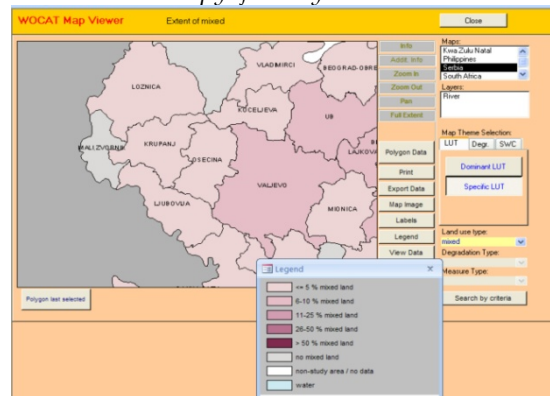 WOCAT Map Viewer
Extent of mixed
Close
Info
Addit. Info
Zoom In
Zoom Out
Pan
Full Extent
Polygon Data
Print
Export Data
Map Image
Labels
Legend
View Data
Maps:
Kwa Zulu Natal
Philippines
Serbia
South Africa
Layers:
River
Map Theme Selection:
LUT Degr. SWC
Dominant LUT
Specific LUT
Land use type:
mixed
Degradation Type:
Measure Type:
Search by criteria
VLADIMIRCI
BEOGRAD-OBRE
LOZNICA
KOCELJEVA
UB
MALI ZVORNIK
KRUPANJ
OSECINA
LAJKOVA
VALJEVO
LJUBOVIJA
MIONICA
Polygon last selected
Legend
<= 5 % mixed land
6-10 % mixed land
11-25 % mixed land
26-50 % mixed land
> 50 % mixed land
no mixed land
non-study area / no data
water